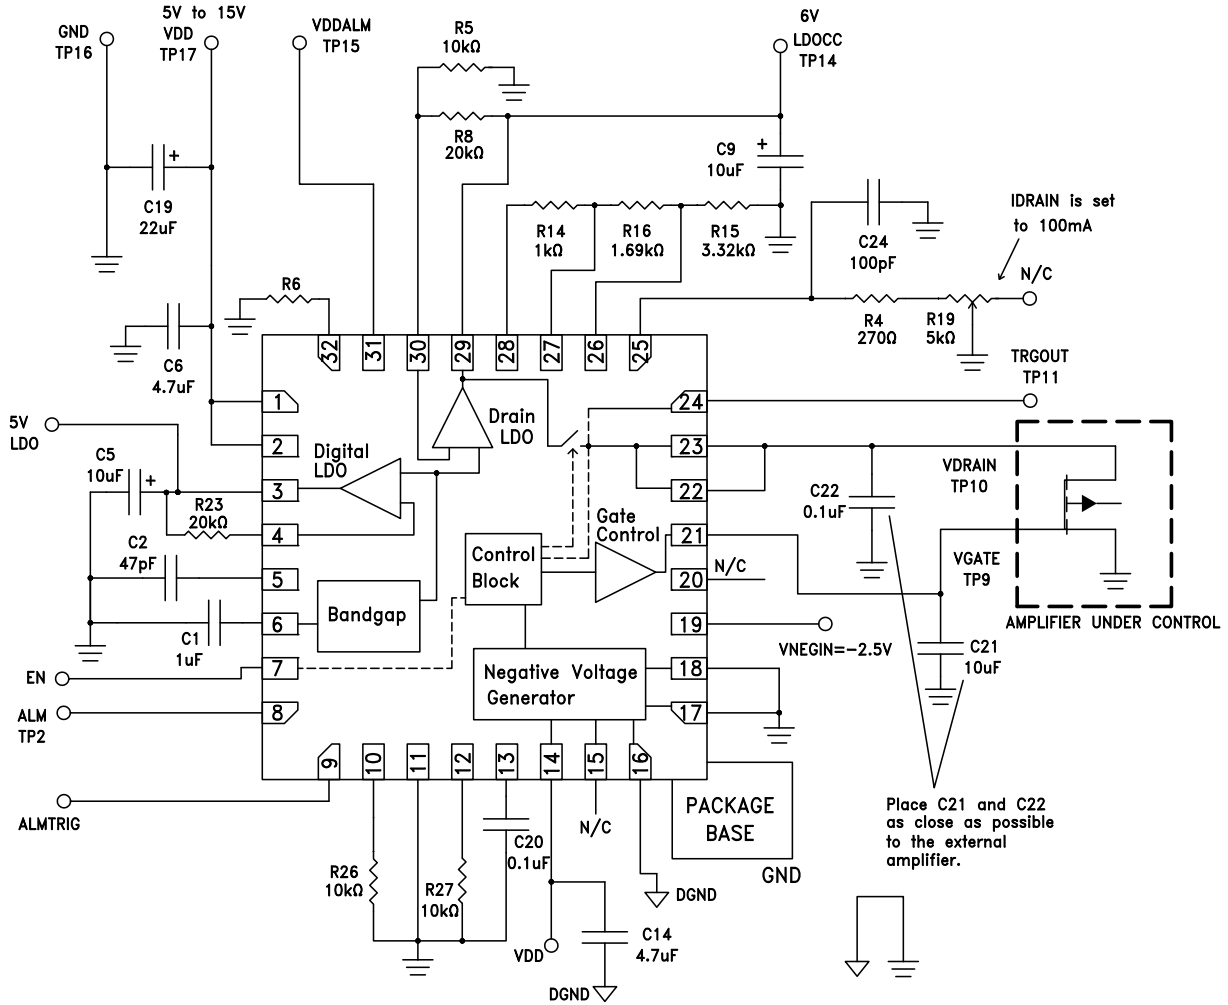 5V to 15V
VDD
TP17
GND
TP16
VDDALM
TP15
R5
10kΩ
6V
LDOCC
TP14
R8
20kΩ
C9
10uF
+
C19
22uF
+
R14
1kΩ
R16
1.69kΩ
R15
3.32kΩ
C24
100pF
IDRAIN is set
to 100mA
N/C
R6
C6
4.7uF
R4
270Ω
R19
5kΩ
32
31
30
29
28
27
26
25
TRGOUT
TP11
1
24
5V
LDO
2
Digital
LDO
Drain
LDO
23
C5
10uF
+
3
22
VDRAIN
TP10
C22
0.1uF
R23
20kΩ
4
Gate
Control
21
C2
47pF
5
Control
Block
20
N/C
VGATE
TP9
Bandgap
6
19
VNEGIN=-2.5V
AMPLIFIER UNDER CONTROL
C1
1uF
C21
10uF
EN
7
Negative Voltage
Generator
18
ALM
TP2
8
17
9
10
11
12
13
14
15
16
ALMTRIG
PACKAGE
BASE
GND
N/C
C20
0.1uF
Place C21 and C22
as close as possible
to the external
amplifier.
R26
10kΩ
R27
10kΩ
DGND
VDD
C14
4.7uF
DGND